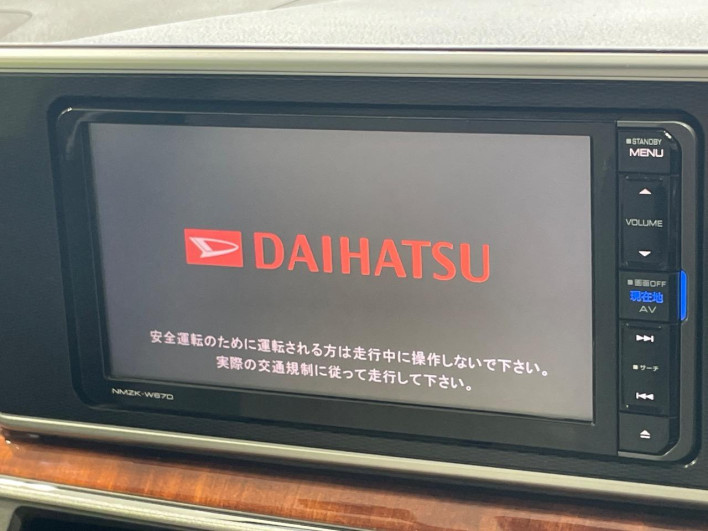 DAIHATSU
安全運転のために運転される方は走行中に操作しないで下さい。
実際の交通規制に従って走行して下さい。
NMZK-W67D
STANDBY
MENU
VOLUME
画面OFF
現在地
AV
サーチ